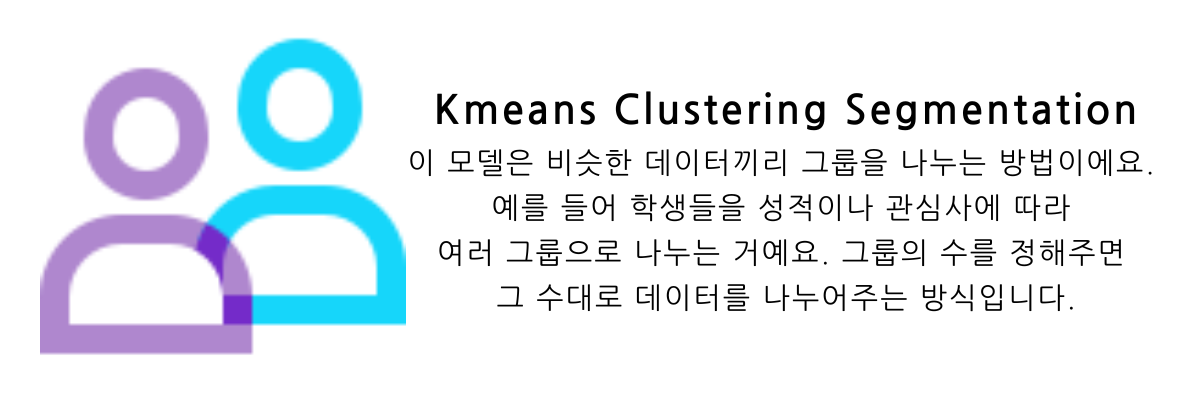 Kmeans Clustering Segmentation
이 모델은 비슷한 데이터끼리 그룹을 나누는 방법이에요.
예를 들어 학생들을 성적이나 관심사에 따라
여러 그룹으로 나누는 거예요. 그룹의 수를 정해주면
그 수대로 데이터를 나누어주는 방식입니다.